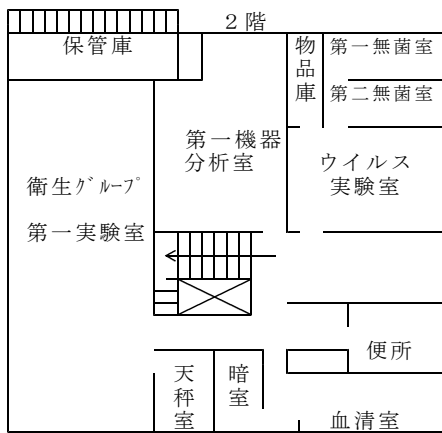 2階
保管庫
物品庫
第一無菌室
第二無菌室
第一機器
分析室
ウイルス
実験室
衛生グループ
第一実験室
便所
天秤室
暗室
血清室